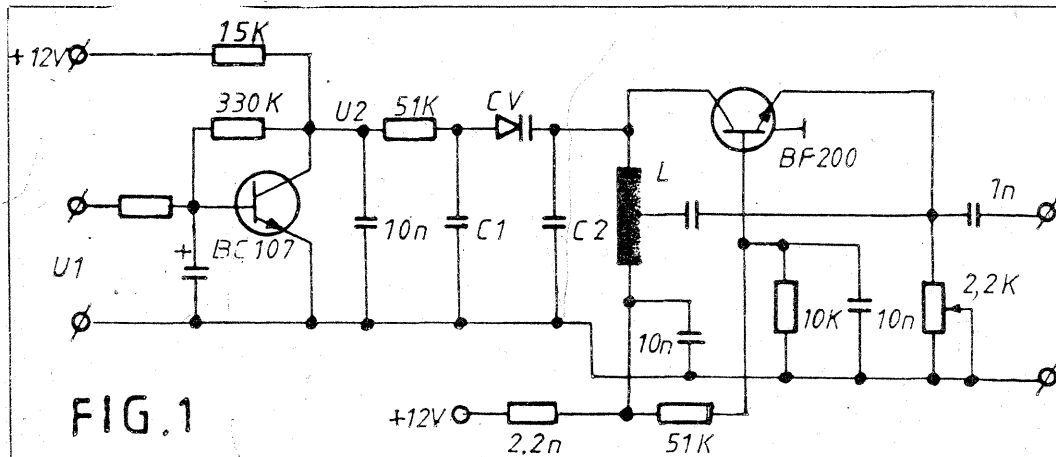 15K
+12V
330K
U2
51K
CV
BF200
L
1n
BC107
10n
C1
C2
+
U1
2,2K
10K
10n
10n
FIG.1
+12V
2,2n
51K